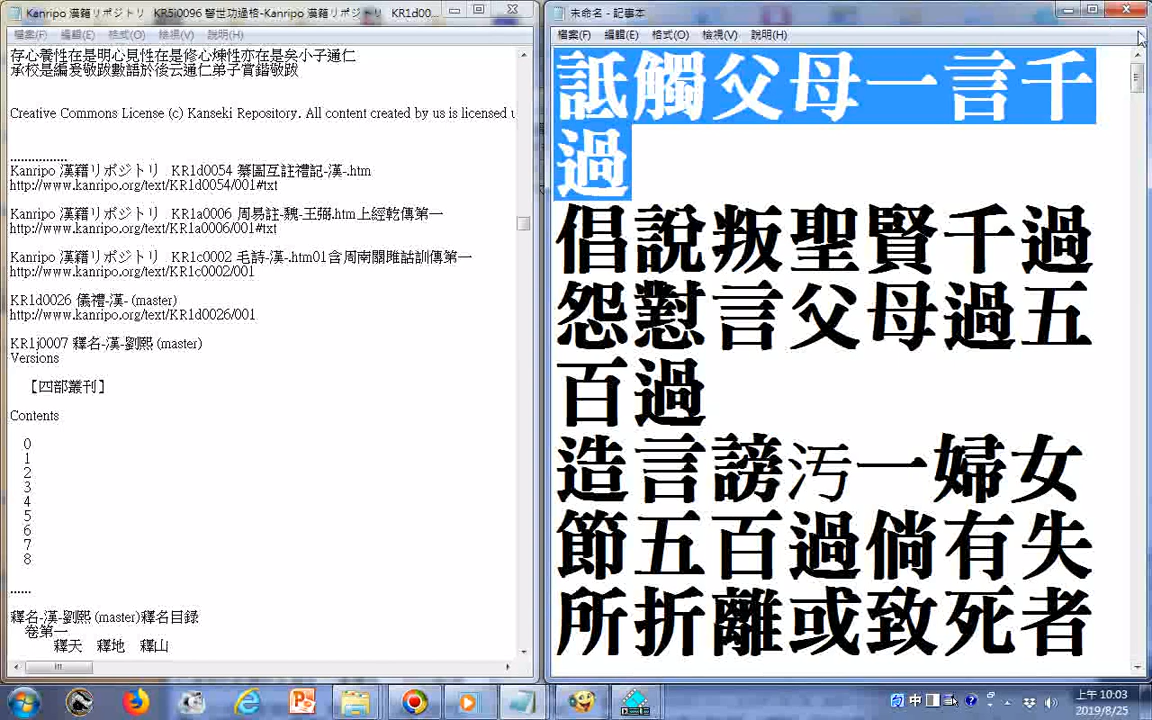 Kanripo 漢籍リポジトリ KR5i0096 警世功過格-Kanripo 漢籍リポジトリ KR1d00...
檔案(F) 編輯(E) 格式(O) 檢視(V) 說明(H)
存心養性在是明心見性在是修心煉性亦在是矣小子通仁
承校是編爰敬跋數語於後云通仁弟子賞鍇敬跋
Creative Commons License (c) Kanseki Repository. All content created by us is licensed u
................
Kanripo 漢籍リポジトリ KR1d0054 纂圖互註禮記-漢-.htm
http://www.kanripo.org/text/KR1d0054/001#txt
Kanripo 漢籍リポジトリ KR1a0006 周易註-魏-王弼.htm上經乾傳第一
http://www.kanripo.org/text/KR1a0006/001#txt
Kanripo 漢籍リポジトリ KR1c0002 毛詩-漢-.htm01含周南關雎詁訓傳第一
http://www.kanripo.org/text/KR1c0002/001
KR1d0026 儀禮-漢- (master)
http://www.kanripo.org/text/KR1d0026/001
KR1j0007 釋名-漢-劉熙 (master)
Versions
【四部叢刊】
Contents
0
1
2
3
4
5
6
7
8
......
釋名-漢-劉熙 (master)釋名目錄
卷第一
釋天 釋地 釋山
未命名 - 記事本
檔案(F) 編輯(E) 格式(O) 檢視(V) 說明(H)
詆觸父母一言千
過
倡說叛聖賢千過
怨懟言父母過五
百過
造言謗汚一婦女
節五百過倘有失
所折離或致死者
中
上午 10:03
2019/8/25